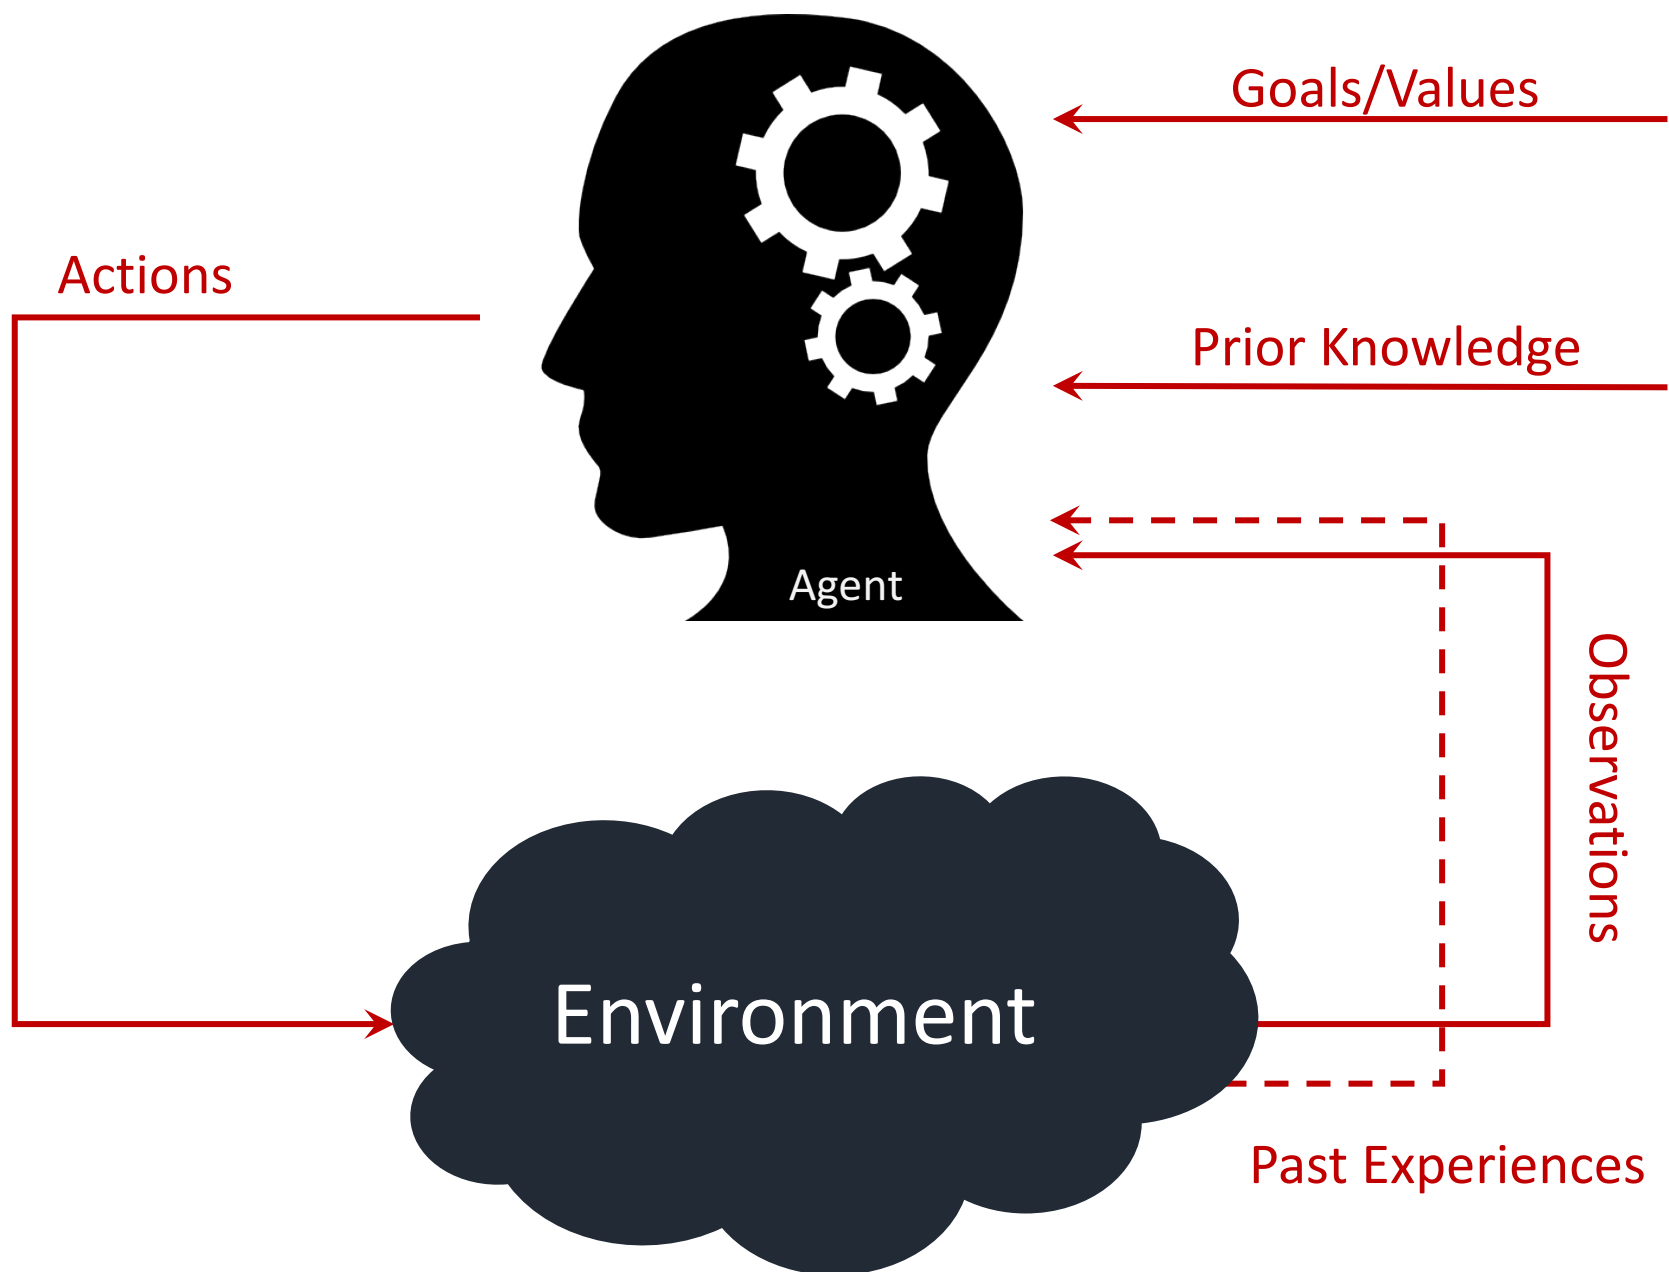 Goals/Values
Actions
Prior Knowledge
Agent
Observations
Environment
Past Experiences